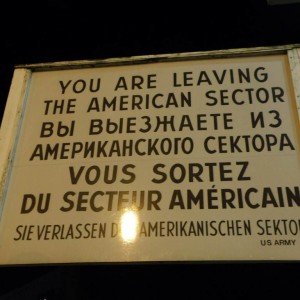 YOU ARE LEAVING
THE AMERICAN SECTOR
ВЫ ВЫЕЗЖАЕТЕ ИЗ
АМЕРИКАНСКОГО СЕКТОРА
VOUS SORTEZ
DU SECTEUR AMÉRICAIN
SIE VERLASSEN AMERIKANISCHEN
US ARMY